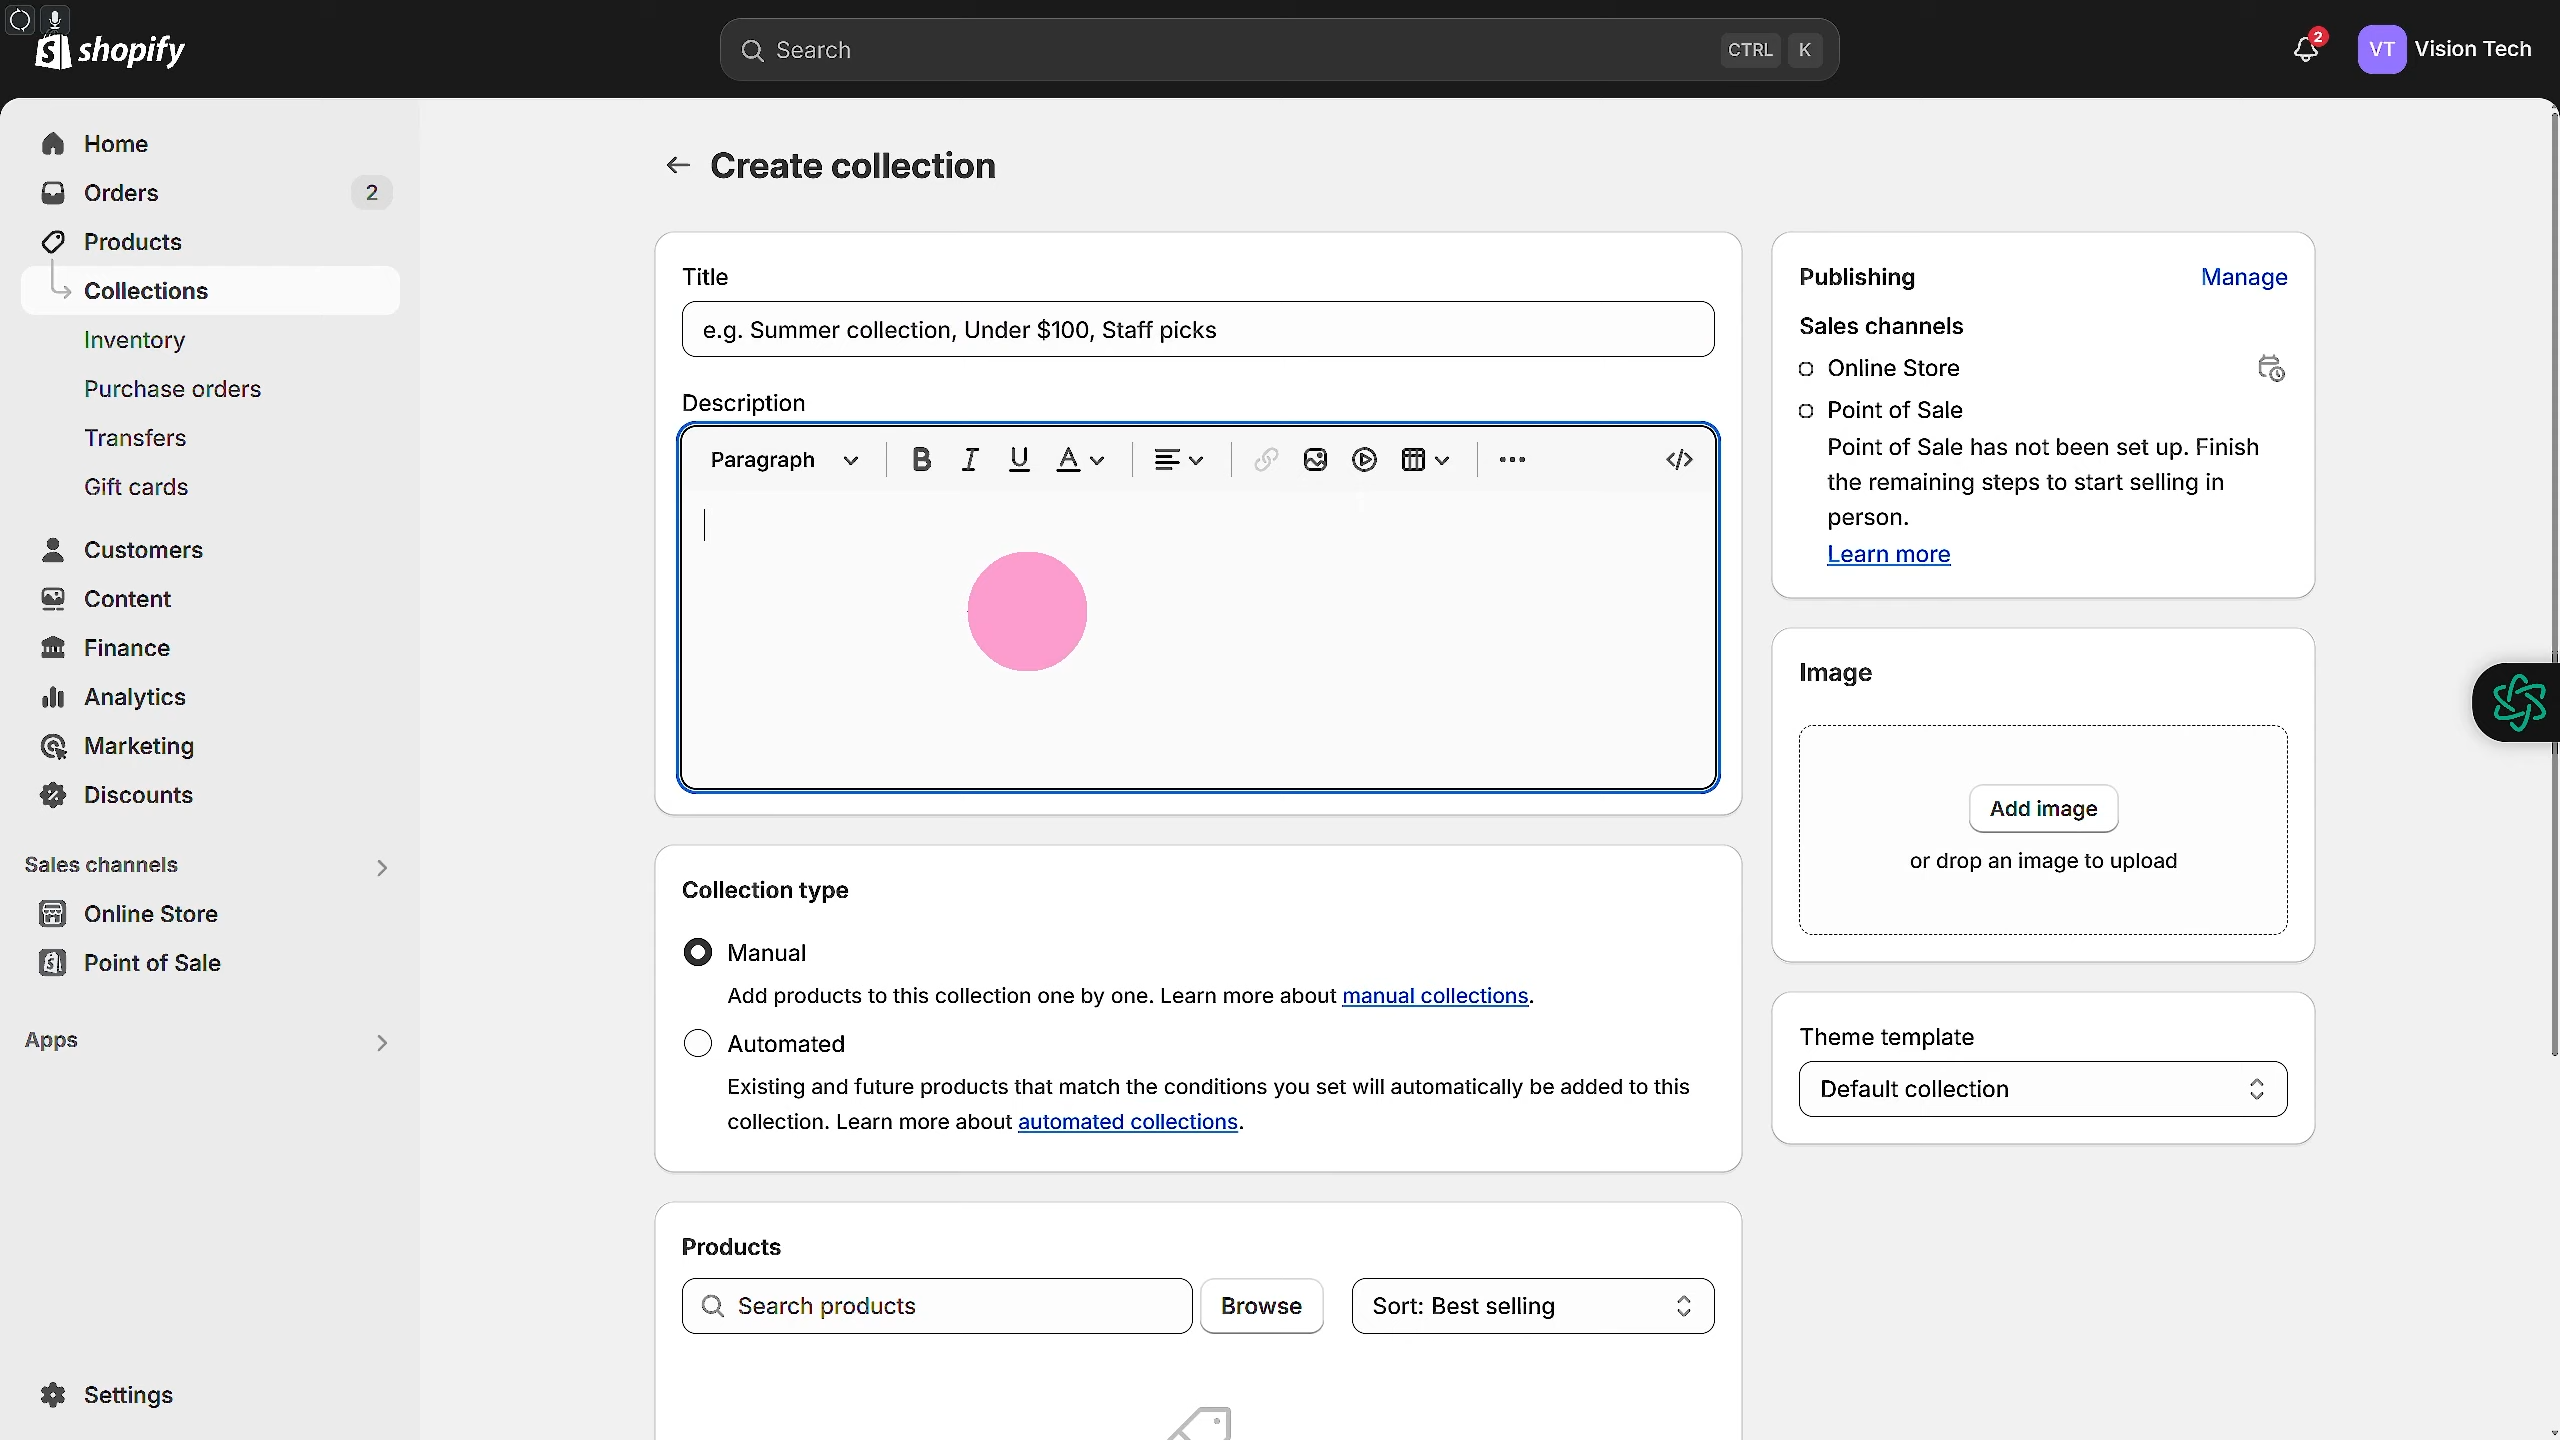 shopify
Search
CTRL K
2
VT Vision Tech
Home
Orders 2
Products
Collections
Inventory
Purchase orders
Transfers
Gift cards
Customers
Content
Finance
Analytics
Marketing
Discounts
Sales channels
Online Store
Point of Sale
Apps
Settings
Create collection
Title
e.g. Summer collection, Under $100, Staff picks
Description
Paragraph
Collection type
Manual
Add products to this collection one by one. Learn more about manual collections.
Automated
Existing and future products that match the conditions you set will automatically be added to this
collection. Learn more about automated collections.
Products
Search products
Browse
Sort: Best selling
Publishing
Manage
Sales channels
Online Store
Point of Sale
Point of Sale has not been set up. Finish
the remaining steps to start selling in
person.
Learn more
Image
Add image
or drop an image to upload
Theme template
Default collection